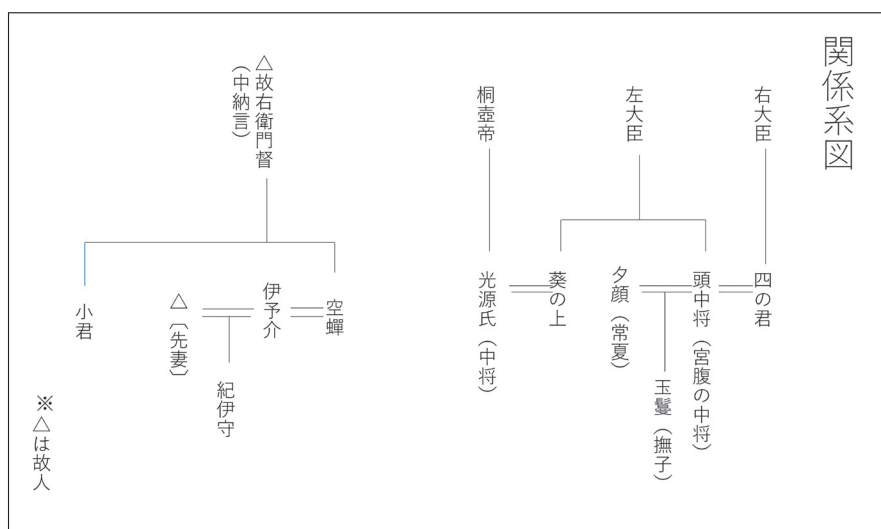 関係系図
右大臣
四の君
左大臣
頭中将（宮腹の中将）
玉鬘（撫子）
夕顔（常夏）
葵の上
桐壺帝
光源氏（中将）
△故右衛門督
（中納言）
空蟬
伊予介
紀伊守
△〔先妻〕
小君
※△は故人